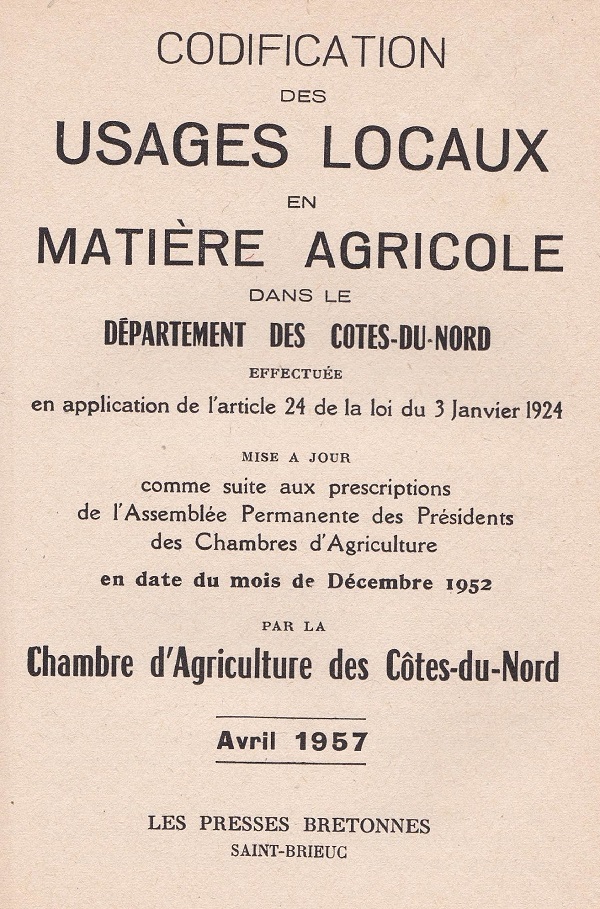 CODIFICATION
DES
USAGES LOCAUX
EN
MATIÈRE AGRICOLE
DANS LE
DÉPARTEMENT DES COTES-DU-NORD
EFFECTUÉE
en application de l'article 24 de la loi du 3 Janvier 1924
MISE A JOUR
comme suite aux prescriptions
de l'Assemblée Permanente des Présidents
des Chambres d'Agriculture
en date du mois de Décembre 1952
PAR LA
Chambre d'Agriculture des Côtes-du-Nord
Avril 1957
LES PRESSES BRETONNES
SAINT-BRIEUC